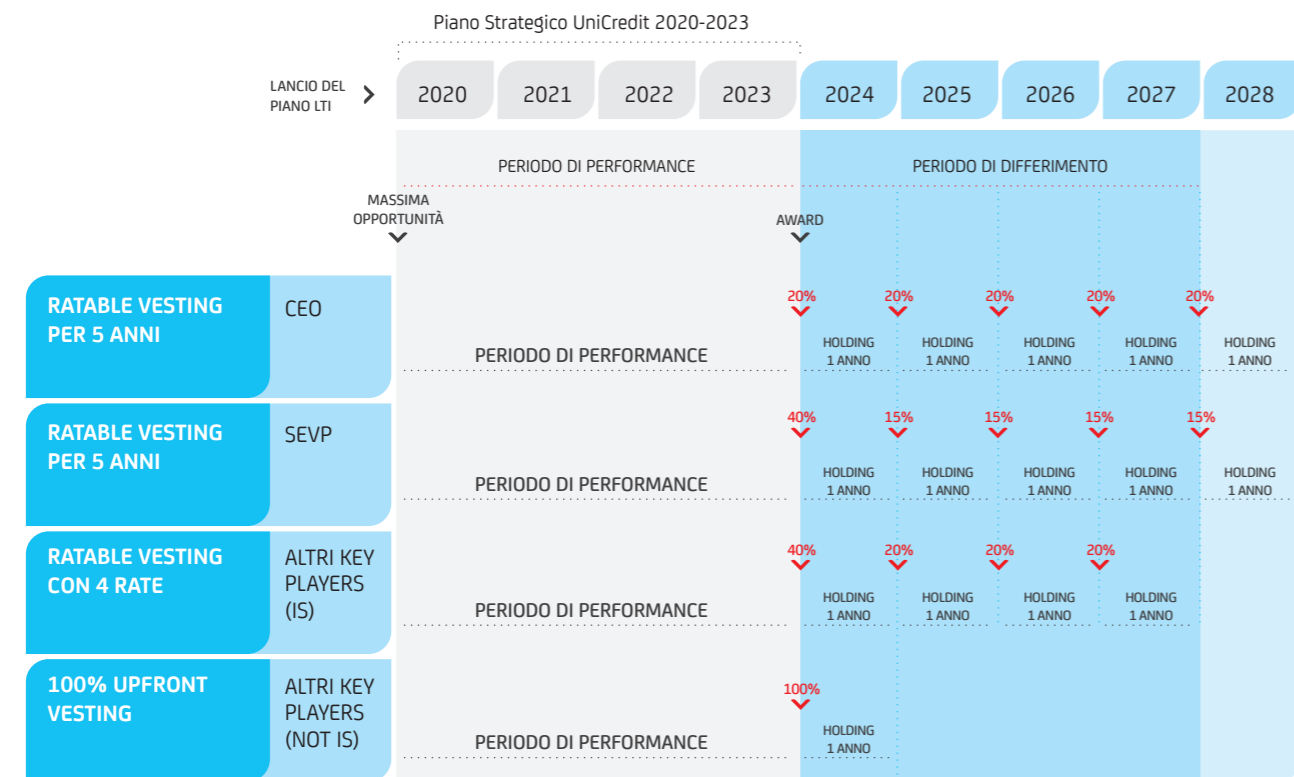 Piano Strategico UniCredit 2020-2023
LANCIO DEL
PIANO LTI
2020 2021 2022 2023 2024 2025 2026 2027 2028
PERIODO DI PERFORMANCE PERIODO DI DIFFERIMENTO
MASSIMA
OPPORTUNITÀ
AWARD
RATABLE VESTING
PER 5 ANNI
CEO
20% 20% 20% 20% 20%
PERIODO DI PERFORMANCE
HOLDING HOLDING HOLDING HOLDING HOLDING
1 ANNO 1 ANNO 1 ANNO 1 ANNO 1 ANNO
RATABLE VESTING
PER 5 ANNI
SEVP
40% 15% 15% 15% 15%
PERIODO DI PERFORMANCE
HOLDING HOLDING HOLDING HOLDING HOLDING
1 ANNO 1 ANNO 1 ANNO 1 ANNO 1 ANNO
RATABLE VESTING
CON 4 RATE
ALTRI KEY
PLAYERS
(IS)
40% 20% 20% 20%
PERIODO DI PERFORMANCE
HOLDING HOLDING HOLDING HOLDING
1 ANNO 1 ANNO 1 ANNO 1 ANNO
100% UPFRONT
VESTING
ALTRI KEY
PLAYERS
(NOT IS)
100%
PERIODO DI PERFORMANCE
HOLDING
1 ANNO